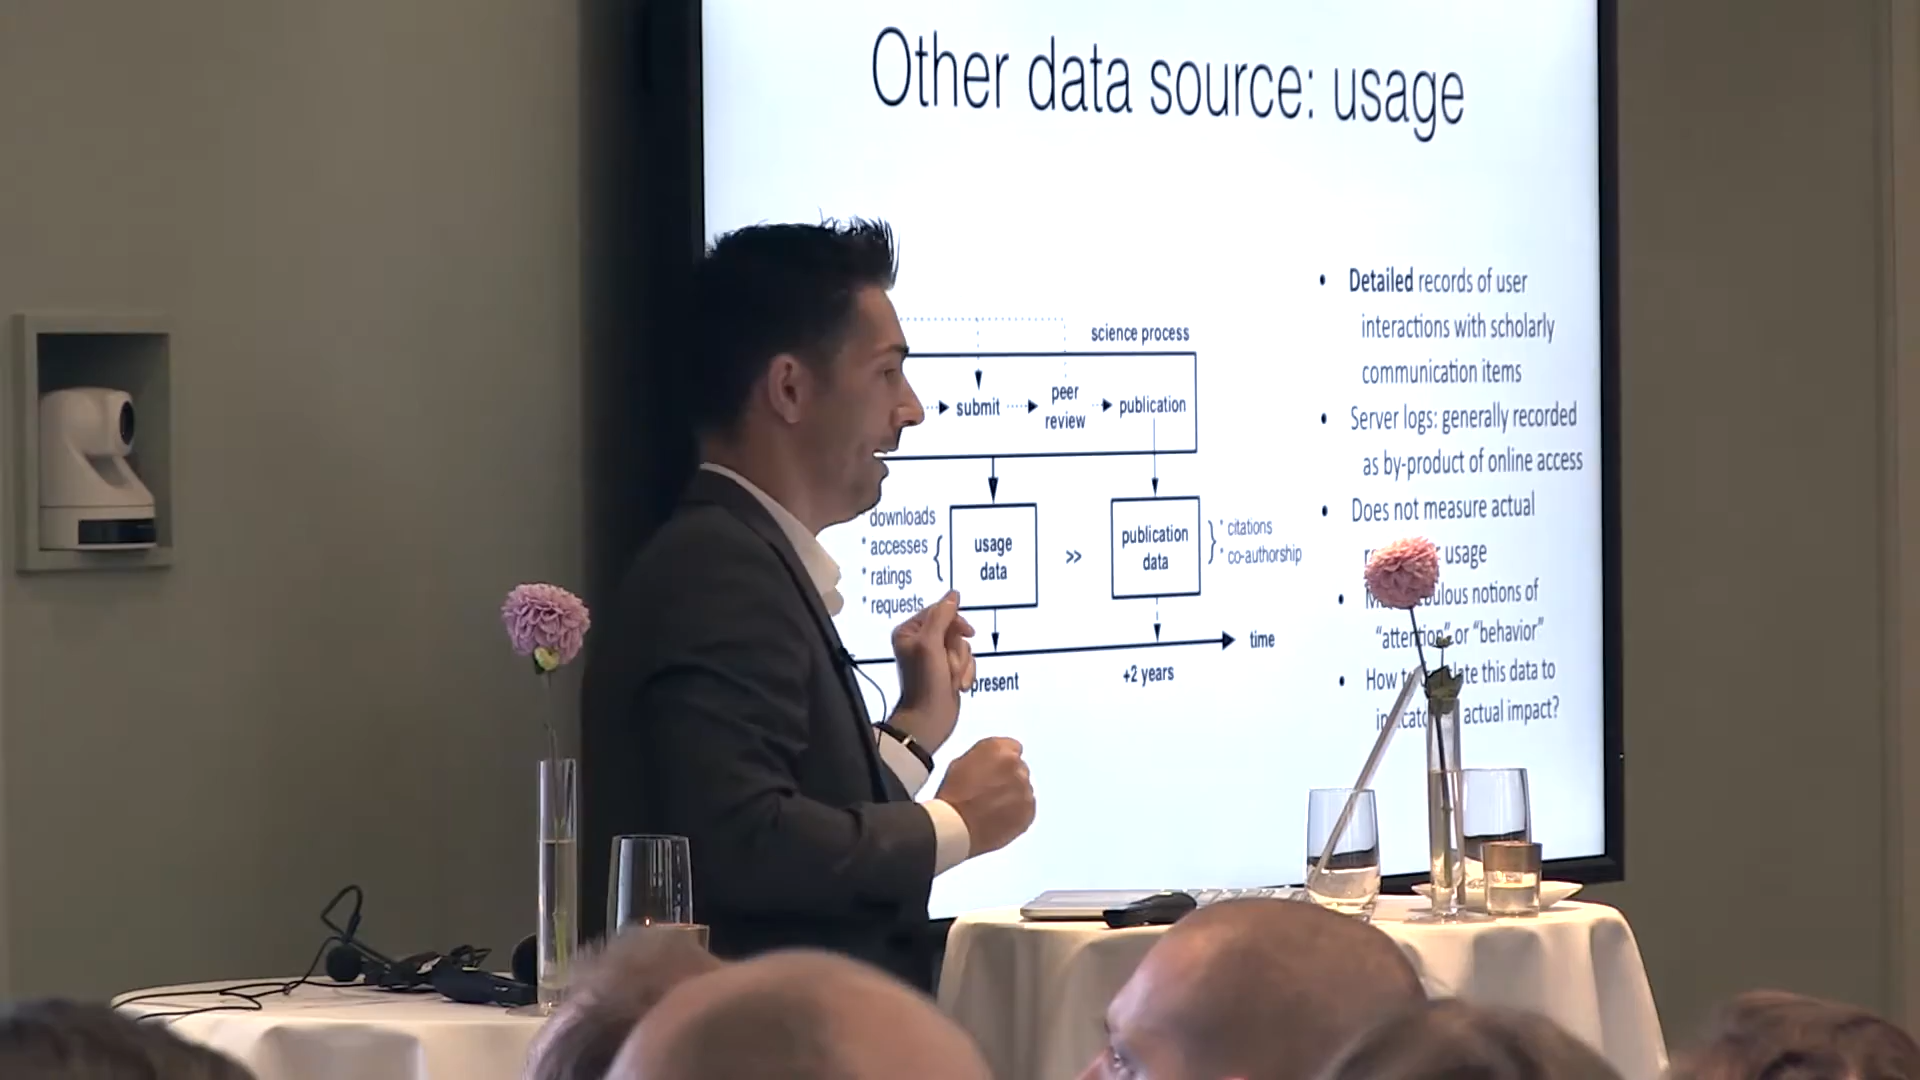 Other data source: usage
science process
submit
peer
review
publication
downloads
* accesses
* ratings
* requests
usage
data
>>
publication
data
* citations
* co-authorship
time
present
+2 years
• Detailed records of user
interactions with scholarly
communication items
• Server logs: generally recorded
as by-product of online access
• Does not measure actual
usage
• notions of
“attention” or “behavior”
• How this data to
actual impact?